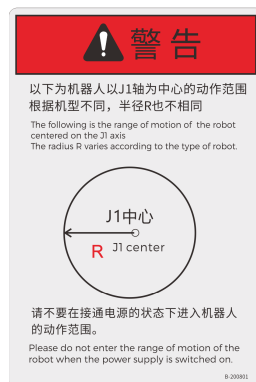 警告
以下为机器人以J1轴为中心的动作范围
根据机型不同，半径R也不相同
The following is the range of motion of the robot
centered on the J1 axis
The radius R varies according to the type of robot.
J1中心
R J1 center
请不要在接通电源的状态下进入机器人
的动作范围。
Please do not enter the range of motion of the
robot when the power supply is switched on.
B-200801